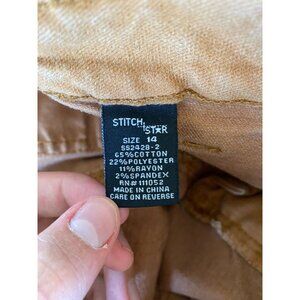 STITCH
STAR
SIZE 14
SS2428-2
65%COTTON
22%POLYESTER
11%RAYON
2%SPANDEX
RN# 111052
MADE IN CHINA
CARE ON REVERSE